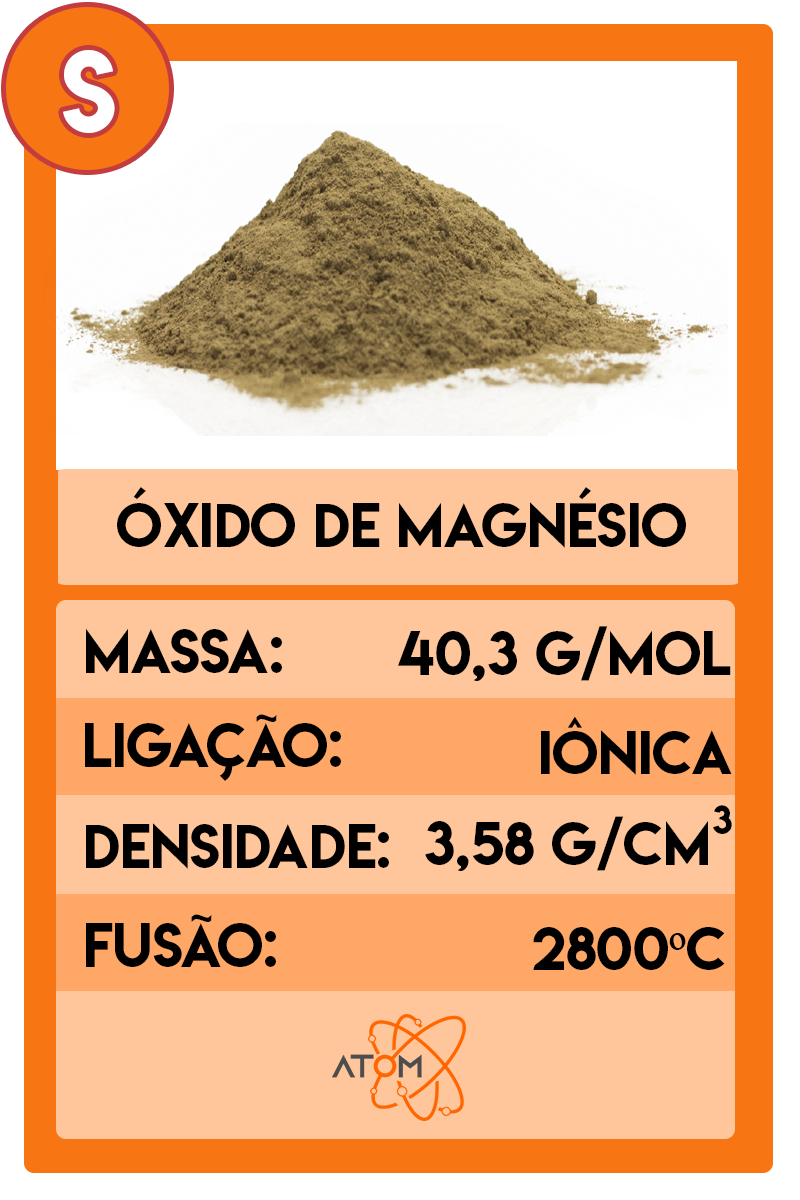 S
ÓXIDO DE MAGNÉSIO
MASSA: 40,3 G/MOL
LIGAÇÃO: IÔNICA
DENSIDADE: 3,58 G/CM³
FUSÃO: 2800ºC
ATOM